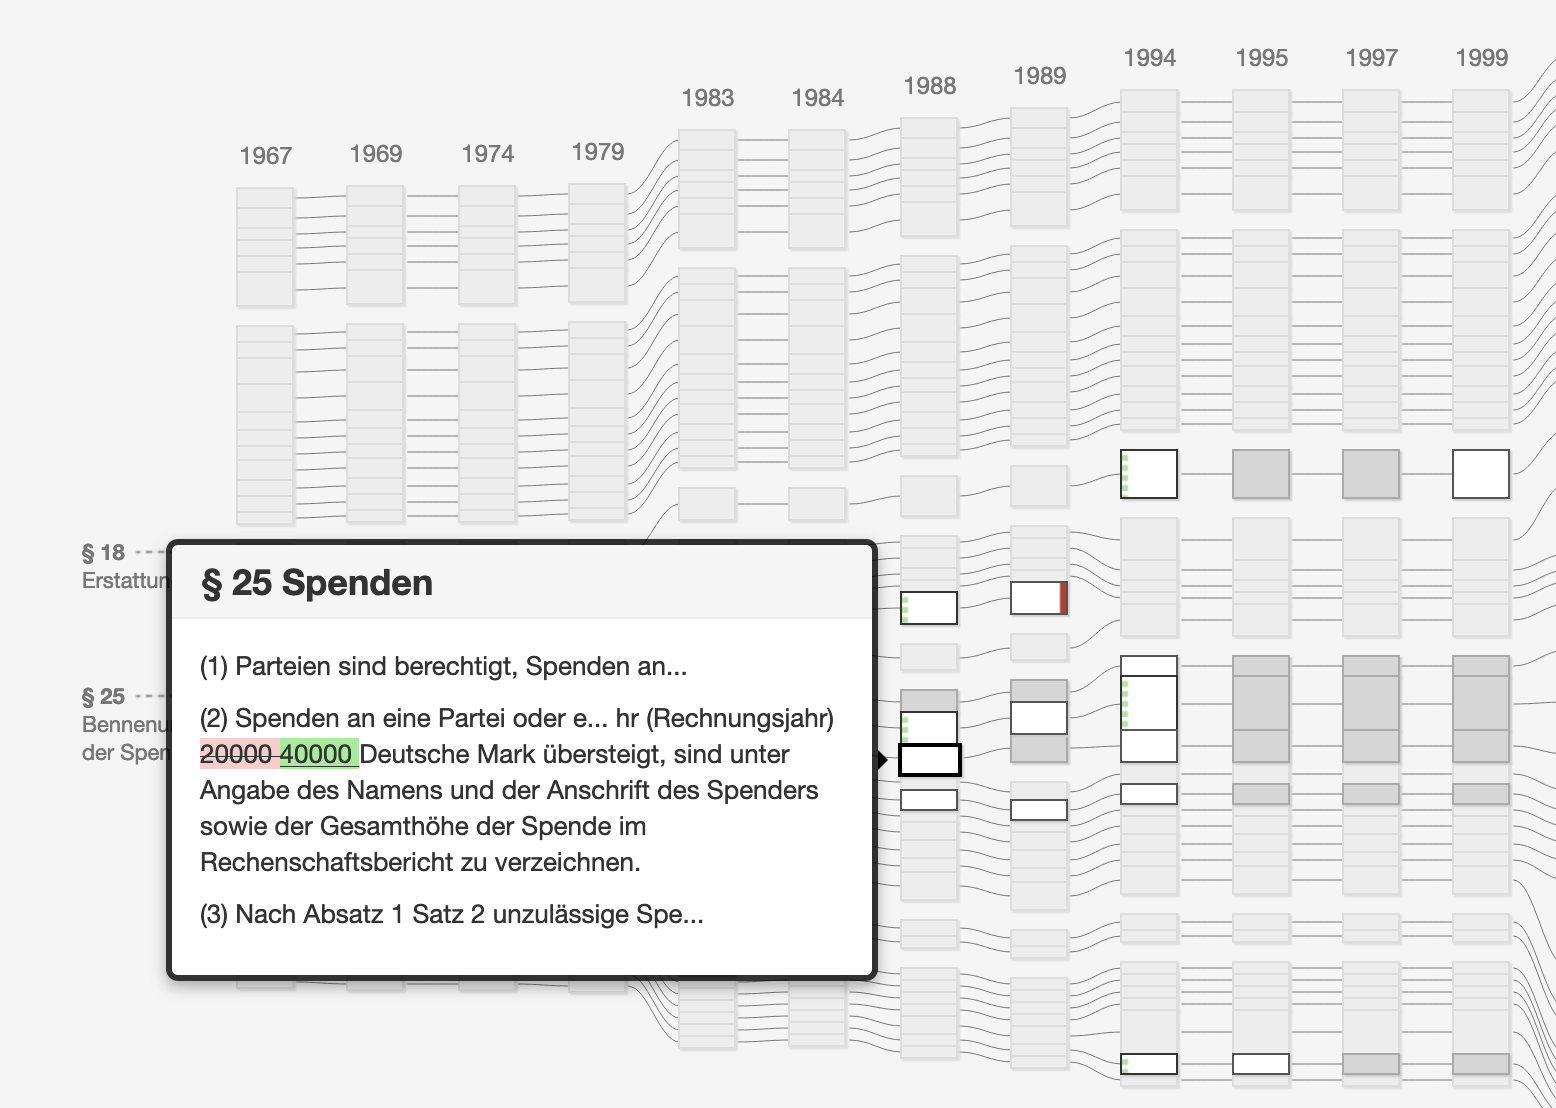 1967 1969 1974 1979 1983 1984 1988 1989 1994 1995 1997 1999
§ 18
Erstattun
§ 25
Bennenu
der Spen
§ 25 Spenden
(1) Parteien sind berechtigt, Spenden an...
(2) Spenden an eine Partei oder e... hr (Rechnungsjahr)
20000 40000 Deutsche Mark übersteigt, sind unter
Angabe des Namens und der Anschrift des Spenders
sowie der Gesamthöhe der Spende im
Rechenschaftsbericht zu verzeichnen.
(3) Nach Absatz 1 Satz 2 unzulässige Spe...